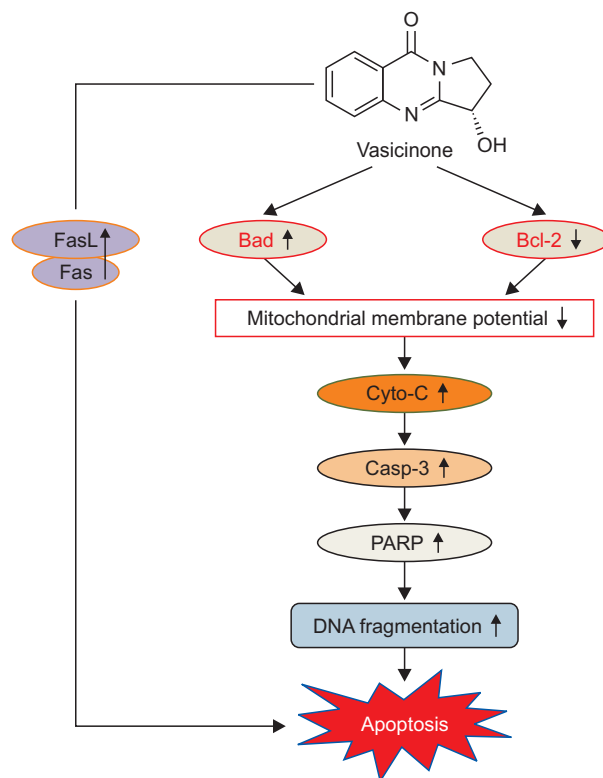 O
N
N
OH
Vasicinone
FasL ↑
Fas
Bad ↑
Bcl-2 ↓
Mitochondrial membrane potential ↓
Cyto-C ↑
Casp-3 ↑
PARP ↑
DNA fragmentation ↑
Apoptosis